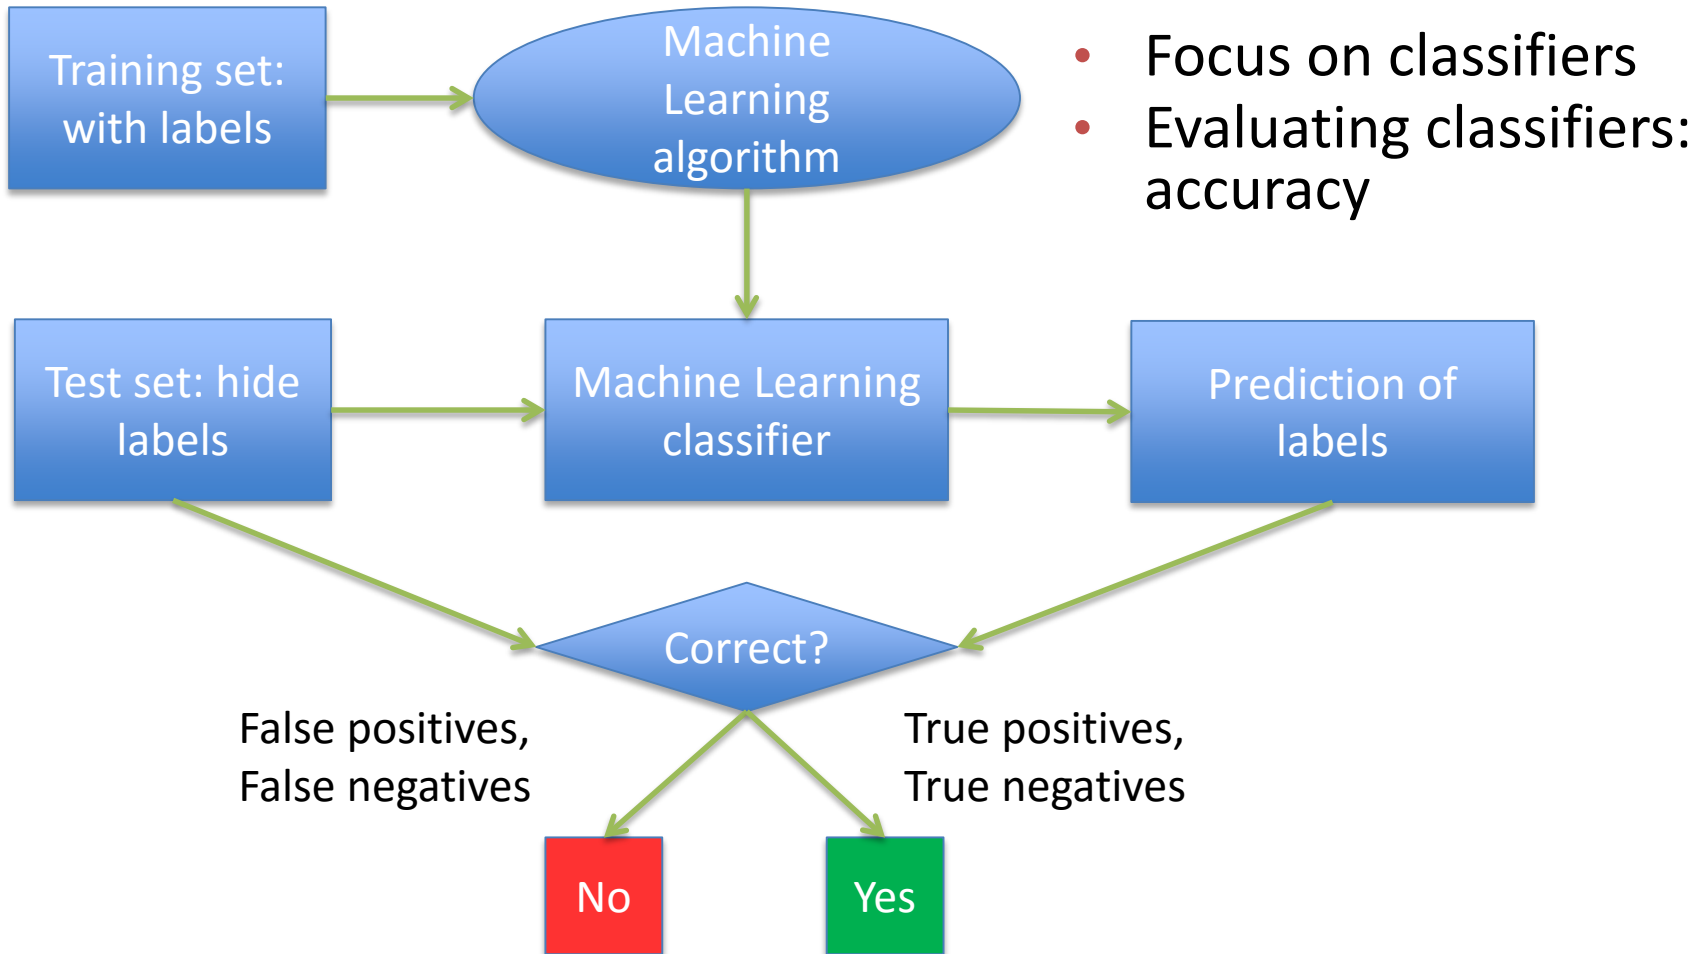 Training set:
with labels
Machine
Learning
algorithm
• Focus on classifiers
• Evaluating classifiers:
accuracy
Test set: hide
labels
Machine Learning
classifier
Prediction of
labels
Correct?
False positives,
False negatives
True positives,
True negatives
No
Yes